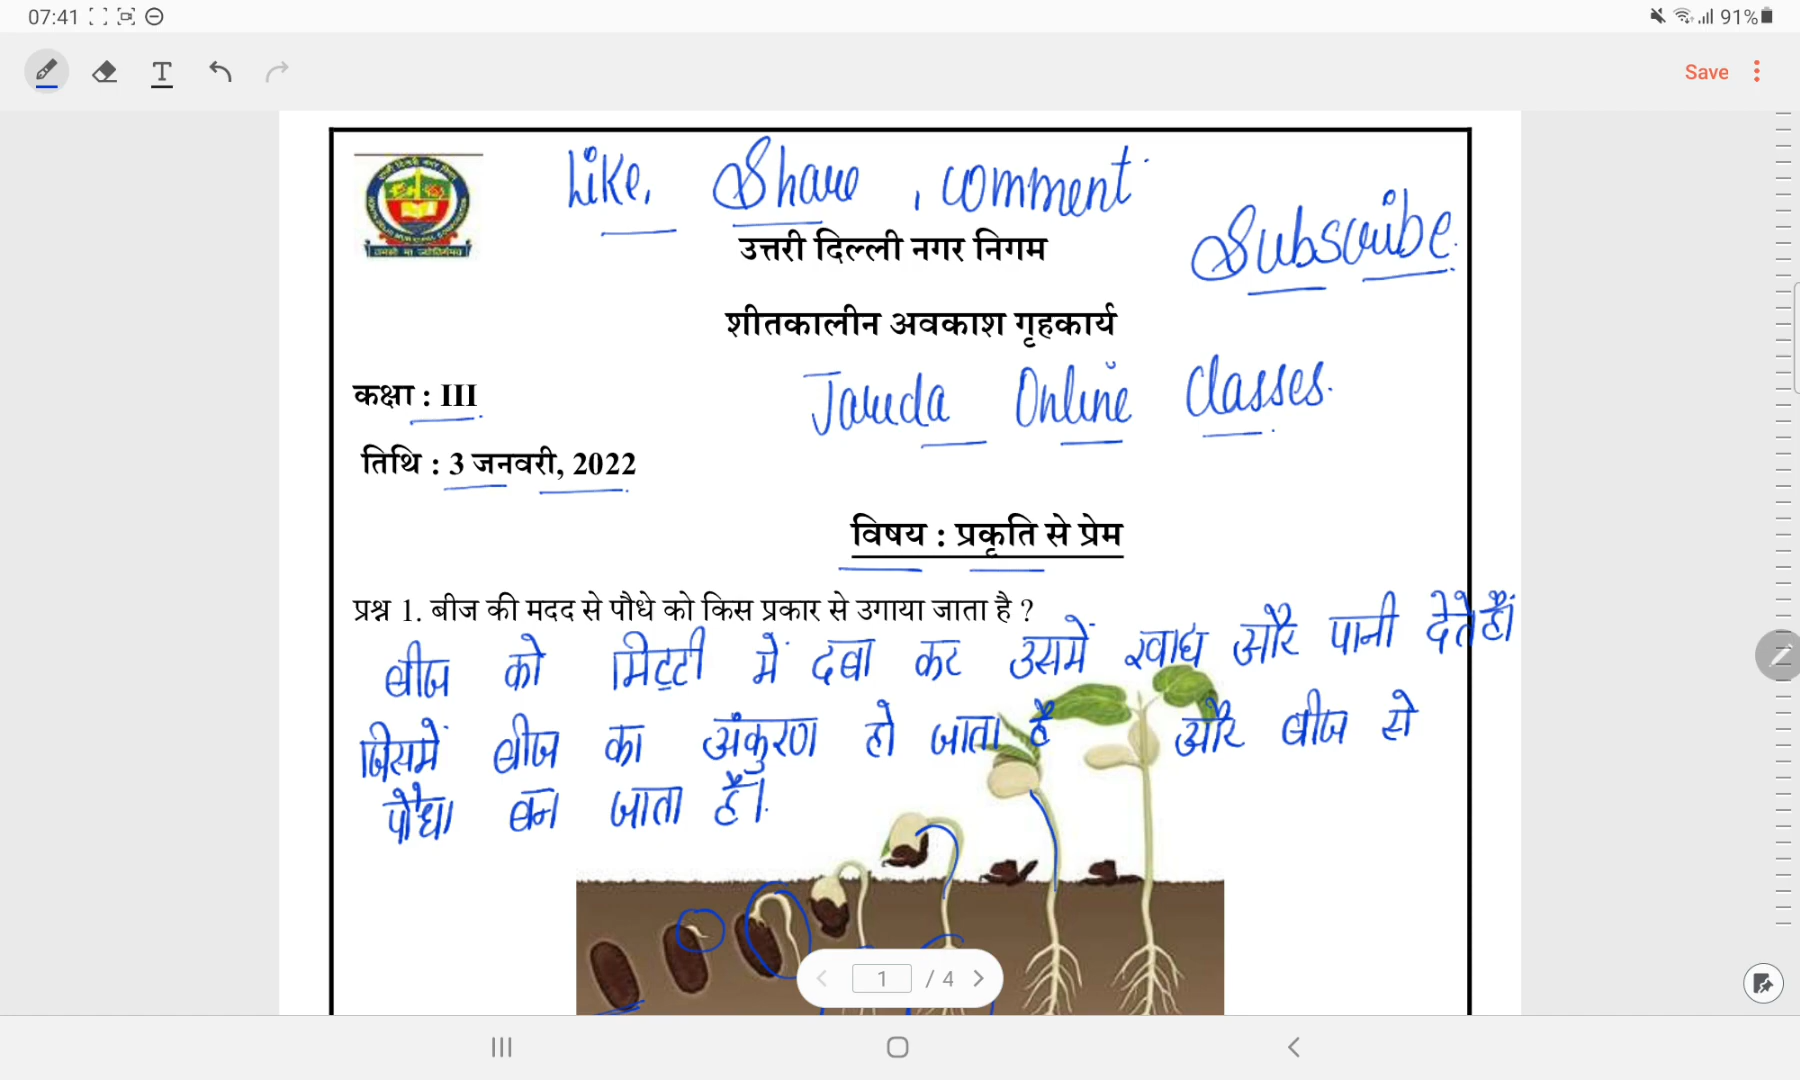 07:41
91%
Save
Like, Share, comment.
उत्तरी दिल्ली नगर निगम
Subscribe.
शीतकालीन अवकाश गृहकार्य
कक्षा : III
Jaruda Online Classes.
तिथि : 3 जनवरी, 2022
विषय : प्रकृति से प्रेम
प्रश्न 1. बीज की मदद से पौधे को किस प्रकार से उगाया जाता है ?
बीज को मिट्टी में दबा कर उसमें खाद्य और पानी देते हैं।
जिसमें बीज का अंकुरण हो जाता है और बीज से
पौधा बन जाता हैं।
1 / 4